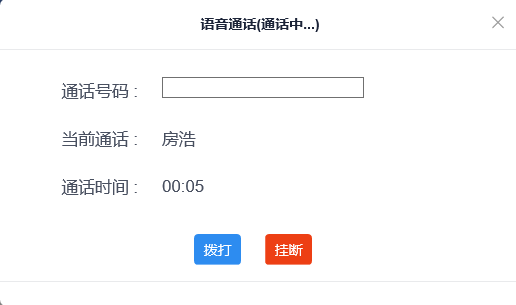 语音通话(通话中...)
通话号码：
当前通话： 房浩
通话时间： 00:05
拨打 挂断